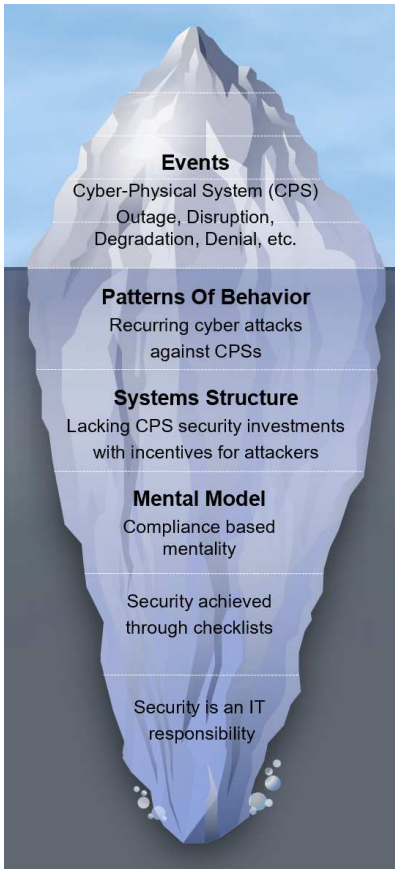 Events
Cyber-Physical System (CPS)
Outage, Disruption,
Degradation, Denial, etc.
Patterns Of Behavior
Recurring cyber attacks
against CPSs
Systems Structure
Lacking CPS security investments
with incentives for attackers
Mental Model
Compliance based
mentality
Security achieved
through checklists
Security is an IT
responsibility